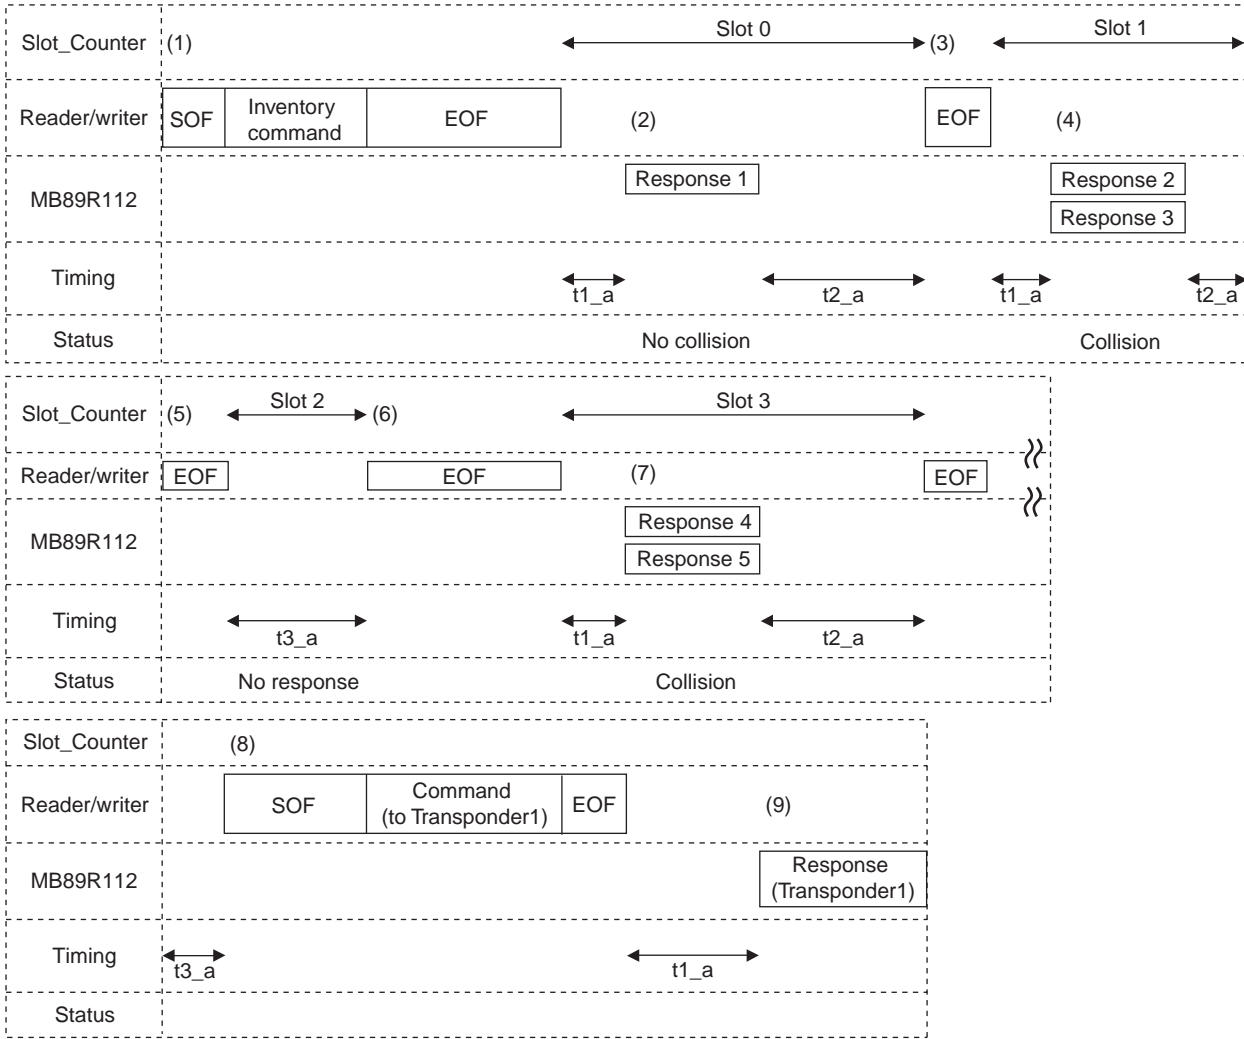 Slot_Counter (1) Slot 0 (3) Slot 1
Reader/writer SOF Inventory command EOF (2) EOF (4)
MB89R112 Response 1 Response 2
Response 3
Timing t1_a t2_a t1_a t2_a
Status No collision Collision
Slot_Counter (5) Slot 2 (6) Slot 3
Reader/writer EOF EOF (7) EOF
MB89R112 Response 4
Response 5
Timing t3_a t1_a t2_a
Status No response Collision
Slot_Counter (8)
Reader/writer SOF Command (to Transponder1) EOF (9)
MB89R112 Response (Transponder1)
Timing t3_a t1_a
Status